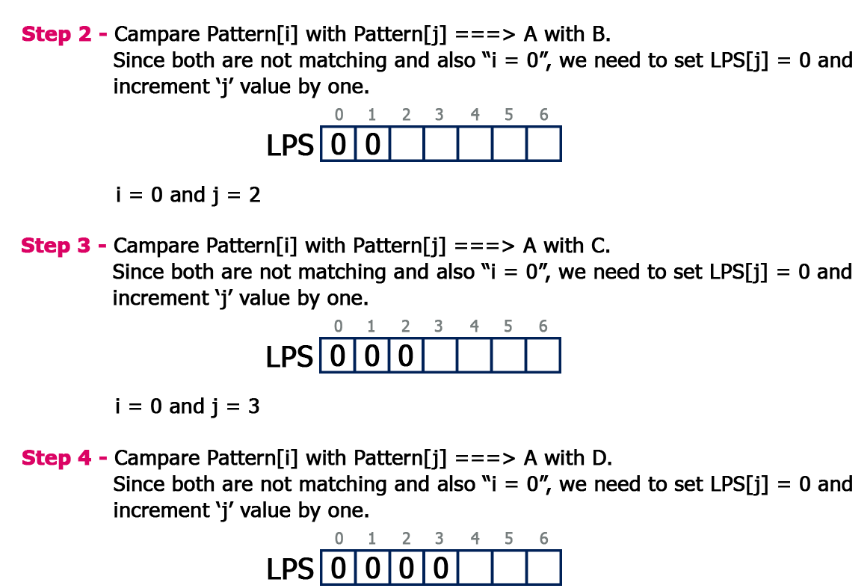 Step 2 - Campare Pattern[i] with Pattern[j] ===> A with B.
Since both are not matching and also “i = 0”, we need to set LPS[j] = 0 and
increment ‘j’ value by one.
0 1 2 3 4 5 6
LPS 0 0
i = 0 and j = 2
Step 3 - Campare Pattern[i] with Pattern[j] ===> A with C.
Since both are not matching and also “i = 0”, we need to set LPS[j] = 0 and
increment ‘j’ value by one.
0 1 2 3 4 5 6
LPS 0 0 0
i = 0 and j = 3
Step 4 - Campare Pattern[i] with Pattern[j] ===> A with D.
Since both are not matching and also “i = 0”, we need to set LPS[j] = 0 and
increment ‘j’ value by one.
0 1 2 3 4 5 6
LPS 0 0 0 0